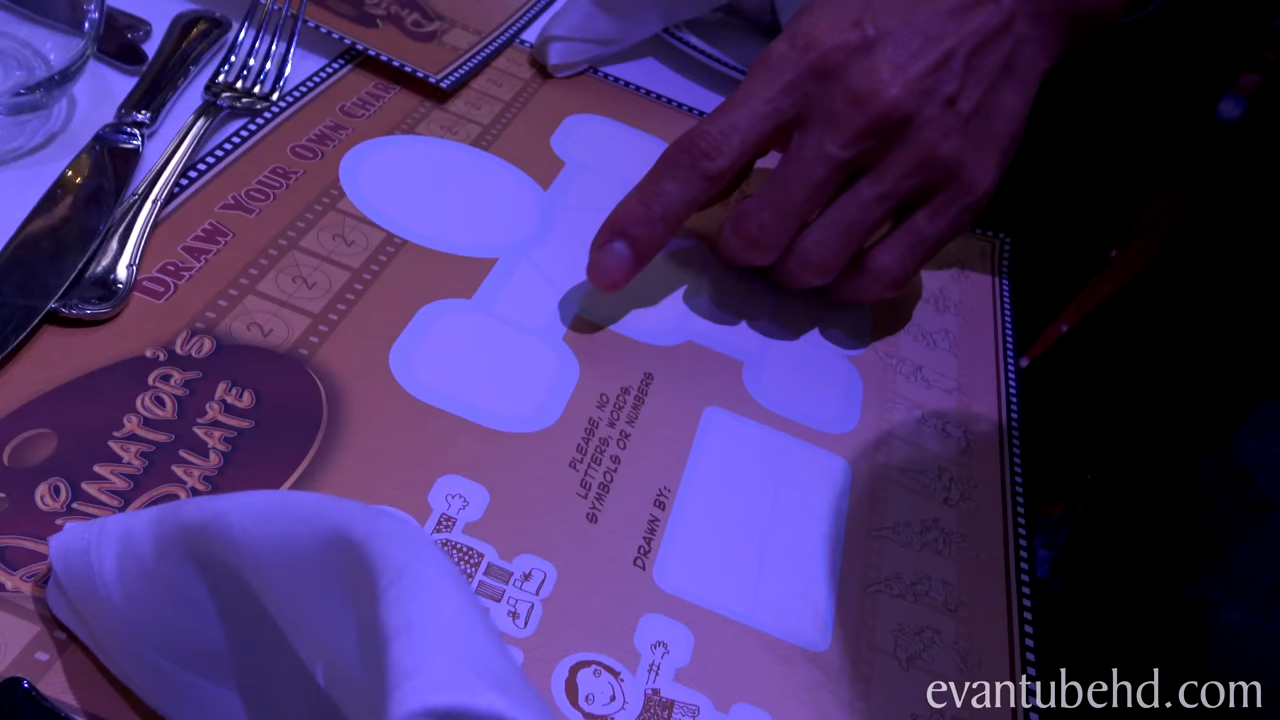 DRAW YOUR OWN CHAR
2
2
2
2
ANIMATOR'S
PALATE
PLEASE, NO
LETTERS, WORDS,
SYMBOLS OR NUMBERS
DRAWN BY:
evantubehd.com